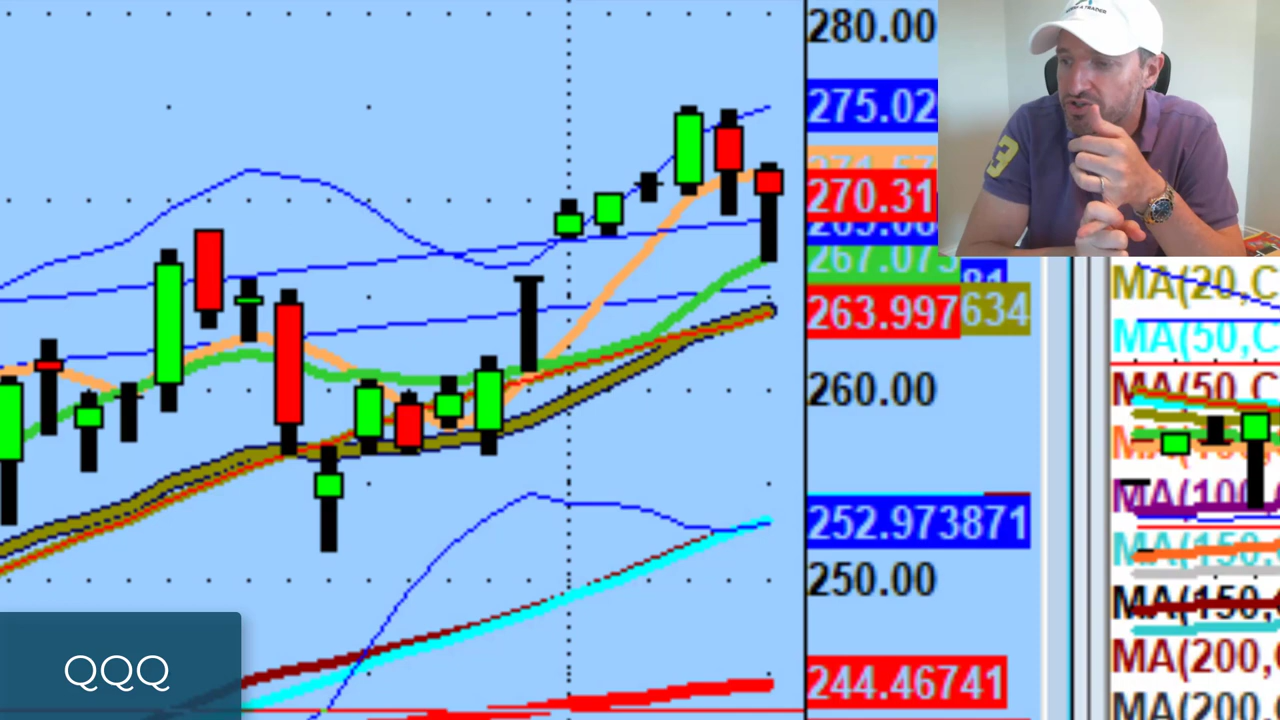 280.00
275.02
270.31
267.075
263.997
634
260.00
252.973871
250.00
244.46741
MA(20,C
MA(50,C
MA(50,C
MA(100,
MA(150,
MA(150,
MA(200,
MA(200,
QQQ